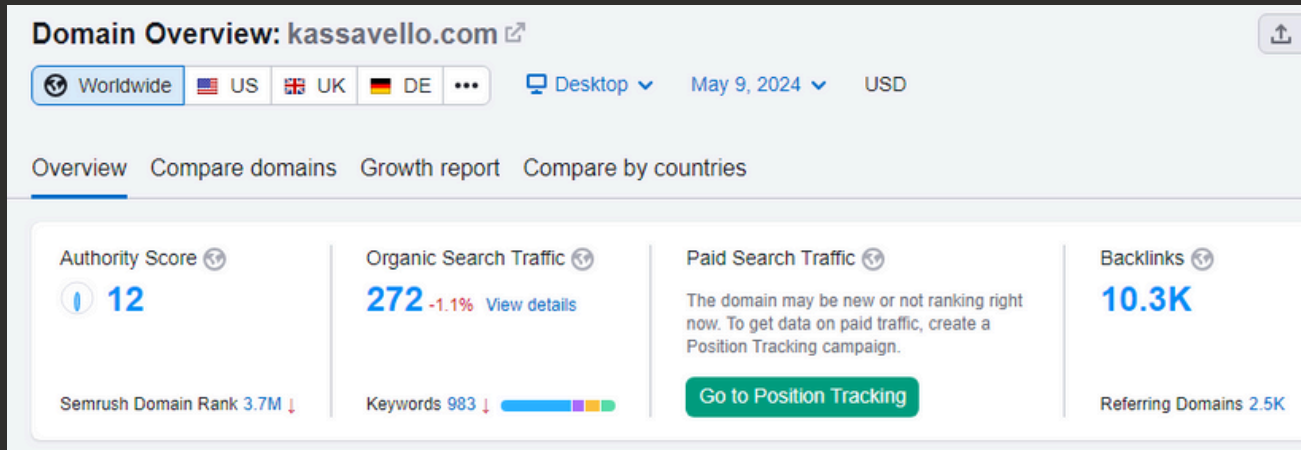 Domain Overview: kassavello.com
Worldwide US UK DE ••• Desktop May 9, 2024 USD
Overview Compare domains Growth report Compare by countries
Authority Score
12
Semrush Domain Rank 3.7M ↓
Organic Search Traffic
272 -1.1% View details
Keywords 983 ↓
Paid Search Traffic
The domain may be new or not ranking right
now. To get data on paid traffic, create a
Position Tracking campaign.
Go to Position Tracking
Backlinks
10.3K
Referring Domains 2.5K